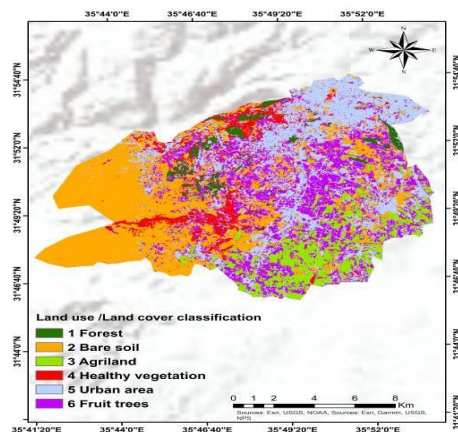 35°44'0"E 35°46'40"E 35°49'20"E 35°52'0"E
N
W E
S
31°54'40"N
31°52'0"N
31°49'20"N
31°46'40"N
31°44'0"N
Land use /Land cover classification
1 Forest
2 Bare soil
3 Agriland
4 Healthy vegetation
5 Urban area
6 Fruit trees
0 1 2 4 6 8
Km
Sources: Esri, USGS, NOAA, Sources: Esri, Garmin, USGS,
NPS
35°41'20"E 35°44'0"E 35°46'40"E 35°49'20"E 35°52'0"E